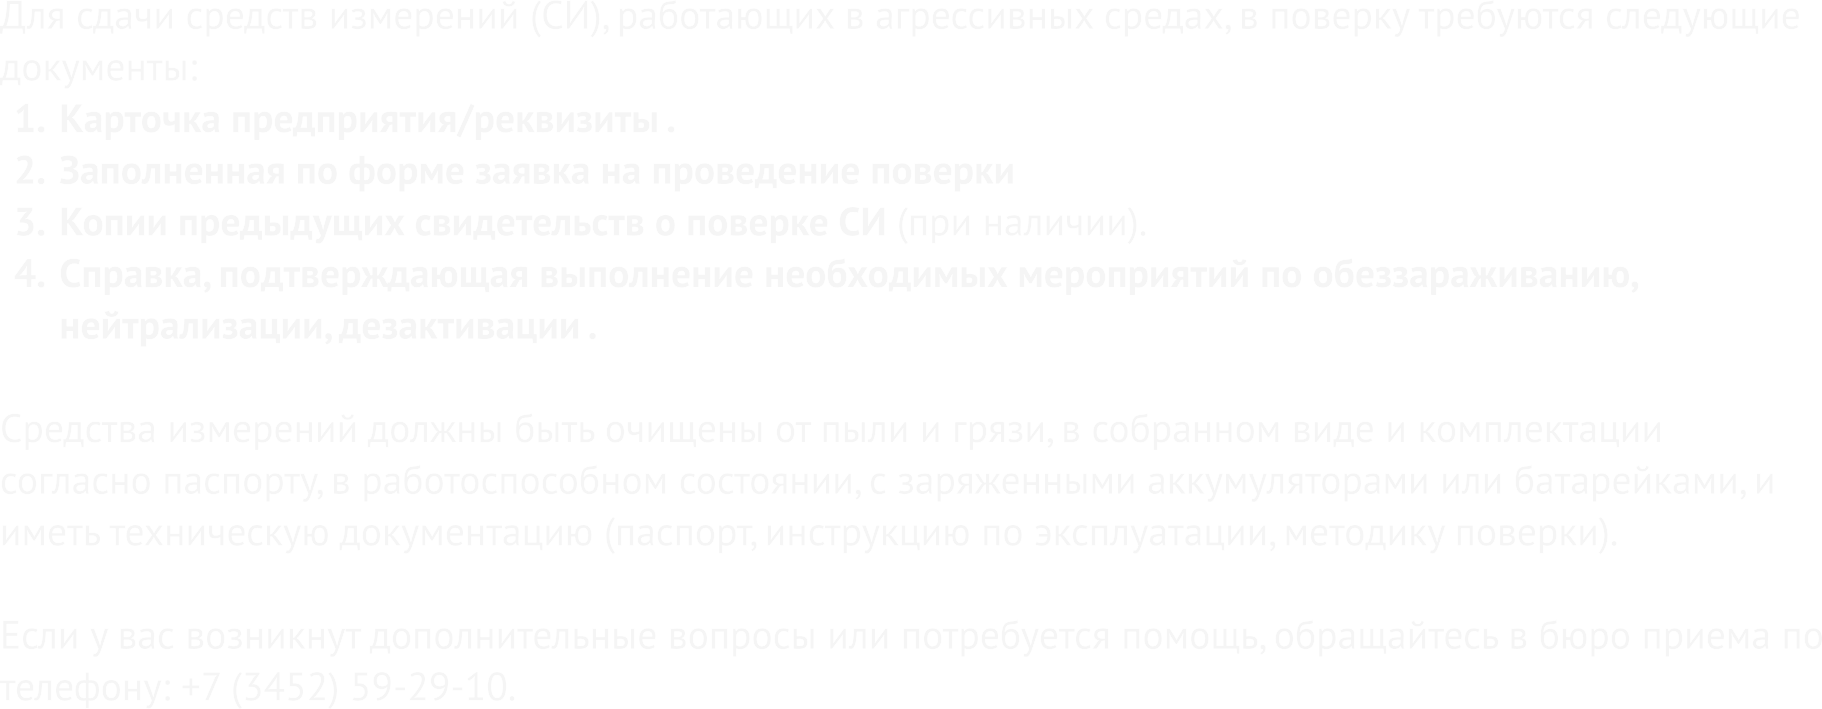 Для сдачи средств измерений (СИ), работающих в агрессивных средах, в поверку требуются следующие
документы:
1. Карточка предприятия/реквизиты .
2. Заполненная по форме заявка на проведение поверки
3. Копии предыдущих свидетельств о поверке СИ (при наличии).
4. Справка, подтверждающая выполнение необходимых мероприятий по обеззараживанию,
нейтрализации, дезактивации .
Средства измерений должны быть очищены от пыли и грязи, в собранном виде и комплектации
согласно паспорту, в работоспособном состоянии, с заряженными аккумуляторами или батарейками, и
иметь техническую документацию (паспорт, инструкцию по эксплуатации, методику поверки).
Если у вас возникнут дополнительные вопросы или потребуется помощь, обращайтесь в бюро приема по
телефону: +7 (3452) 59-29-10.